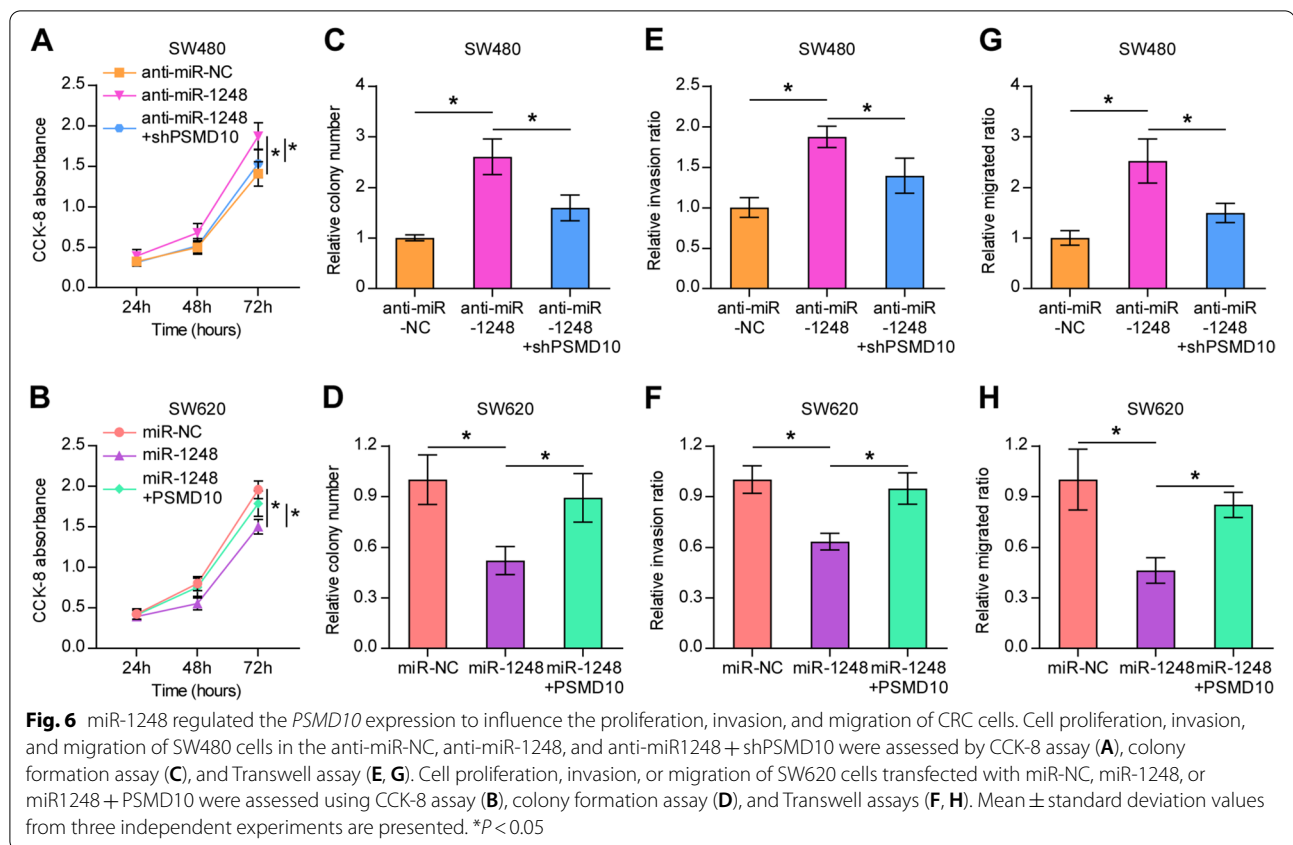 A
SW480
anti-miR-NC
anti-miR-1248
anti-miR-1248
+shPSMD10
CCK-8 absorbance
2.5
2.0
1.5
1.0
0.5
0.0
* *
24h 48h 72h
Time (hours)
C
SW480
Relative colony number
4
3
2
1
0
* *
anti-miR anti-miR anti-miR
-NC -1248 -1248
+shPSMD10
E
SW480
Relative invasion ratio
2.5
2.0
1.5
1.0
0.5
0.0
* *
anti-miR anti-miR anti-miR
-NC -1248 -1248
+shPSMD10
G
SW480
Relative migrated ratio
4
3
2
1
0
* *
anti-miR anti-miR anti-miR
-NC -1248 -1248
+shPSMD10
B
SW620
miR-NC
miR-1248
miR-1248
+PSMD10
CCK-8 absorbance
2.5
2.0
1.5
1.0
0.5
0.0
* *
24h 48h 72h
Time (hours)
D
SW620
Relative colony number
1.2
0.9
0.6
0.3
0.0
* *
miR-NC miR-1248 miR-1248
+PSMD10
F
SW620
Relative invasion ratio
1.2
0.9
0.6
0.3
0.0
* *
miR-NC miR-1248 miR-1248
+PSMD10
H
SW620
Relative migrated ratio
1.2
0.9
0.6
0.3
0.0
* *
miR-NC miR-1248 miR-1248
+PSMD10
Fig. 6 miR-1248 regulated the PSMD10 expression to influence the proliferation, invasion, and migration of CRC cells. Cell proliferation, invasion,
and migration of SW480 cells in the anti-miR-NC, anti-miR-1248, and anti-miR1248 + shPSMD10 were assessed by CCK-8 assay (A), colony
formation assay (C), and Transwell assay (E, G). Cell proliferation, invasion, or migration of SW620 cells transfected with miR-NC, miR-1248, or
miR1248 + PSMD10 were assessed using CCK-8 assay (B), colony formation assay (D), and Transwell assays (F, H). Mean ± standard deviation values
from three independent experiments are presented. *P < 0.05